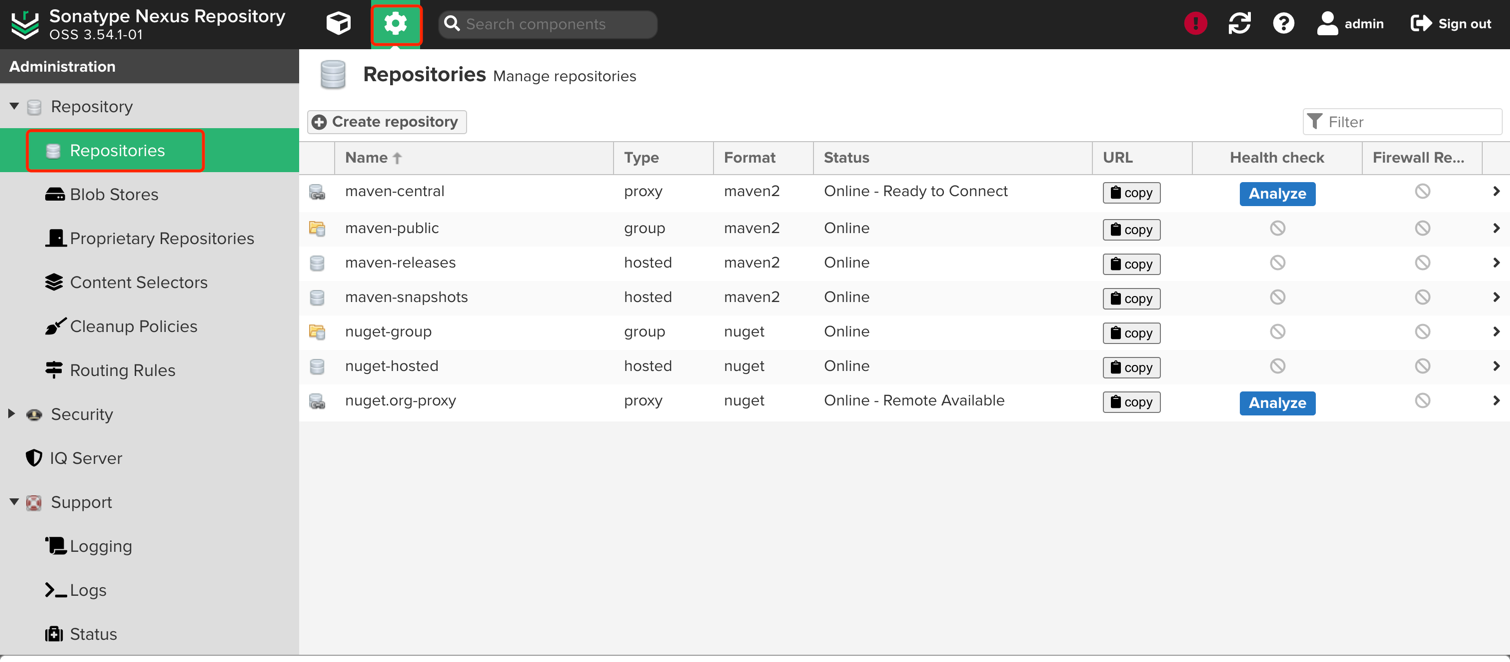 Sonatype Nexus Repository
OSS 3.54.1-01
Search components
admin
Sign out
Administration
Repository
Repositories
Blob Stores
Proprietary Repositories
Content Selectors
Cleanup Policies
Routing Rules
Security
IQ Server
Support
Logging
Logs
Status
Repositories Manage repositories
Create repository
Filter
Name Type Format Status URL Health check Firewall Re...
maven-central proxy maven2 Online - Ready to Connect copy Analyze
maven-public group maven2 Online copy
maven-releases hosted maven2 Online copy
maven-snapshots hosted maven2 Online copy
nuget-group group nuget Online copy
nuget-hosted hosted nuget Online copy
nuget.org-proxy proxy nuget Online - Remote Available copy Analyze